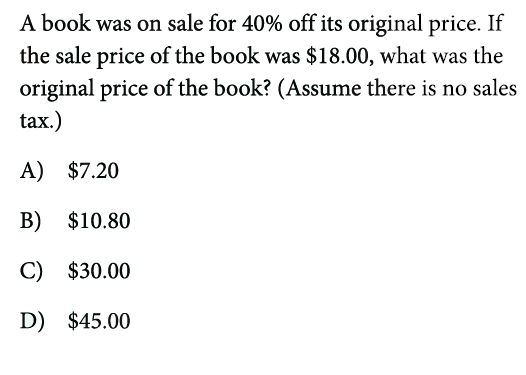 A book was on sale for 40% off its original price. If
the sale price of the book was $18.00, what was the
original price of the book? (Assume there is no sales
tax.)
A) $7.20
B) $10.80
C) $30.00
D) $45.00